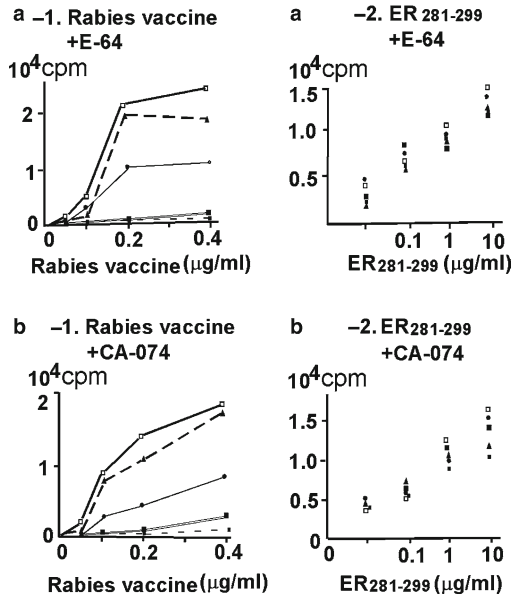 a –1. Rabies vaccine
+E-64
10⁴cpm
2
1
0
0 0.2 0.4
Rabies vaccine (μg/ml)
a –2. ER 281-299
+E-64
10⁴cpm
1.5
1.0
0.5
0.1 1 10
ER281-299 (μg/ml)
b –1. Rabies vaccine
+CA-074
10⁴cpm
2
1
0
0 0.2 0.4
Rabies vaccine (μg/ml)
b –2. ER281-299
+CA-074
10⁴cpm
1.5
1.0
0.5
0
0 0.1 1 10
ER281-299 (μg/ml)